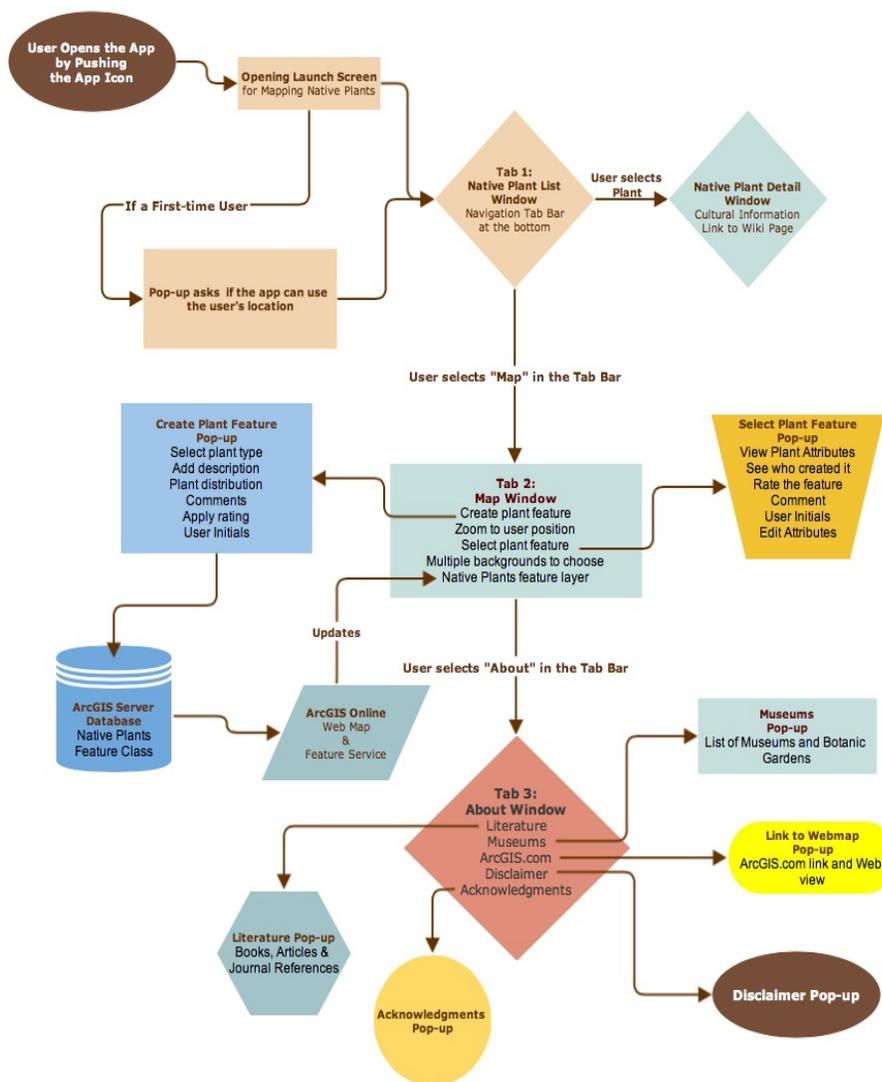 User Opens the App
by Pushing
the App Icon
Opening Launch Screen
for Mapping Native Plants
If a First-time User
Pop-up asks if the app can use
the user's location
Tab 1:
Native Plant List
Window
Navigation Tab Bar
at the bottom
User selects
Plant
Native Plant Detail
Window
Cultural Information
Link to Wiki Page
User selects "Map" in the Tab Bar
Create Plant Feature
Pop-up
Select plant type
Add description
Plant distribution
Comments
Apply rating
User Initials
Tab 2:
Map Window
Create plant feature
Zoom to user position
Select plant feature
Multiple backgrounds to choose
Native Plants feature layer
Select Plant Feature
Pop-up
View Plant Attributes
See who created it
Rate the feature
Comment
User Initials
Edit Attributes
Updates
User selects "About" in the Tab Bar
ArcGIS Server
Database
Native Plants
Feature Class
ArcGIS Online
Web Map
&
Feature Service
Tab 3:
About Window
Literature
Museums
ArcGIS.com
Disclaimer
Acknowledgments
Museums
Pop-up
List of Museums and Botanic
Gardens
Link to Webmap
Pop-up
ArcGIS.com link and Web
view
Literature Pop-up
Books, Articles &
Journal References
Acknowledgments
Pop-up
Disclaimer Pop-up